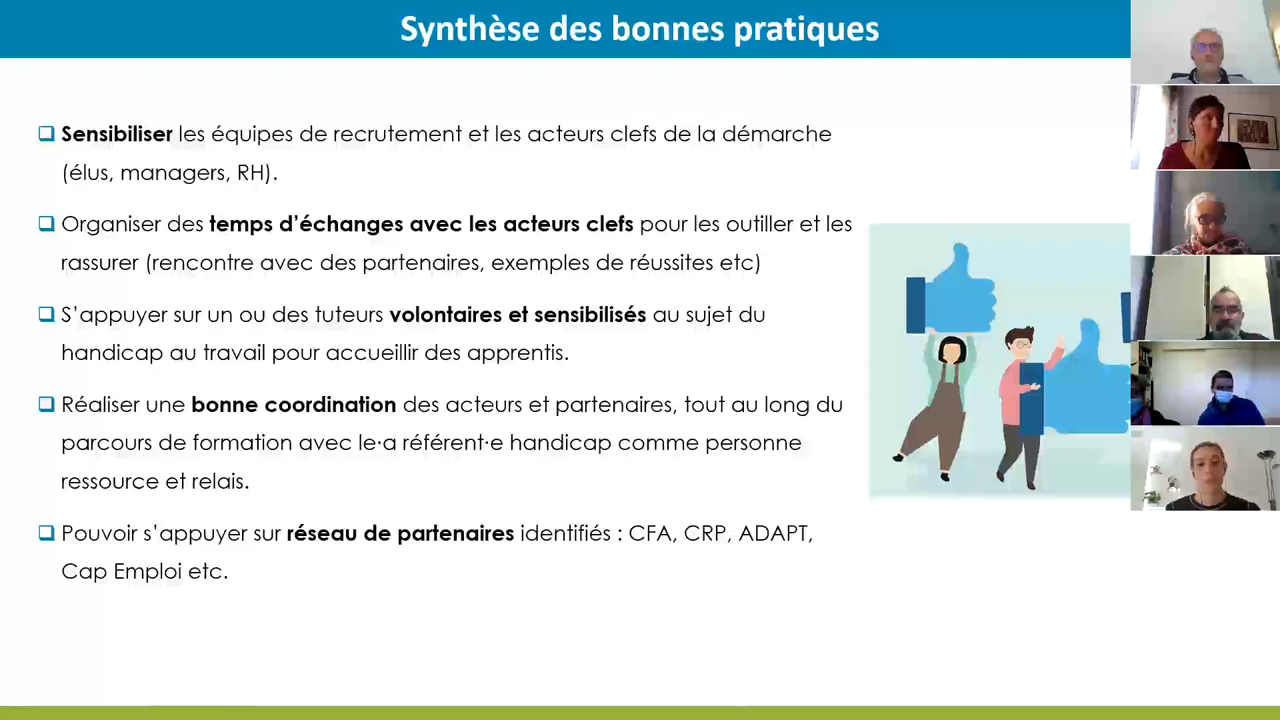 Synthèse des bonnes pratiques
❑ Sensibiliser les équipes de recrutement et les acteurs clefs de la démarche
(élus, managers, RH).
❑ Organiser des temps d’échanges avec les acteurs clefs pour les outiller et les
rassurer (rencontre avec des partenaires, exemples de réussites etc)
❑ S’appuyer sur un ou des tuteurs volontaires et sensibilisés au sujet du
handicap au travail pour accueillir des apprentis.
❑ Réaliser une bonne coordination des acteurs et partenaires, tout au long du
parcours de formation avec le·a référent·e handicap comme personne
ressource et relais.
❑ Pouvoir s’appuyer sur réseau de partenaires identifiés : CFA, CRP, ADAPT,
Cap Emploi etc.